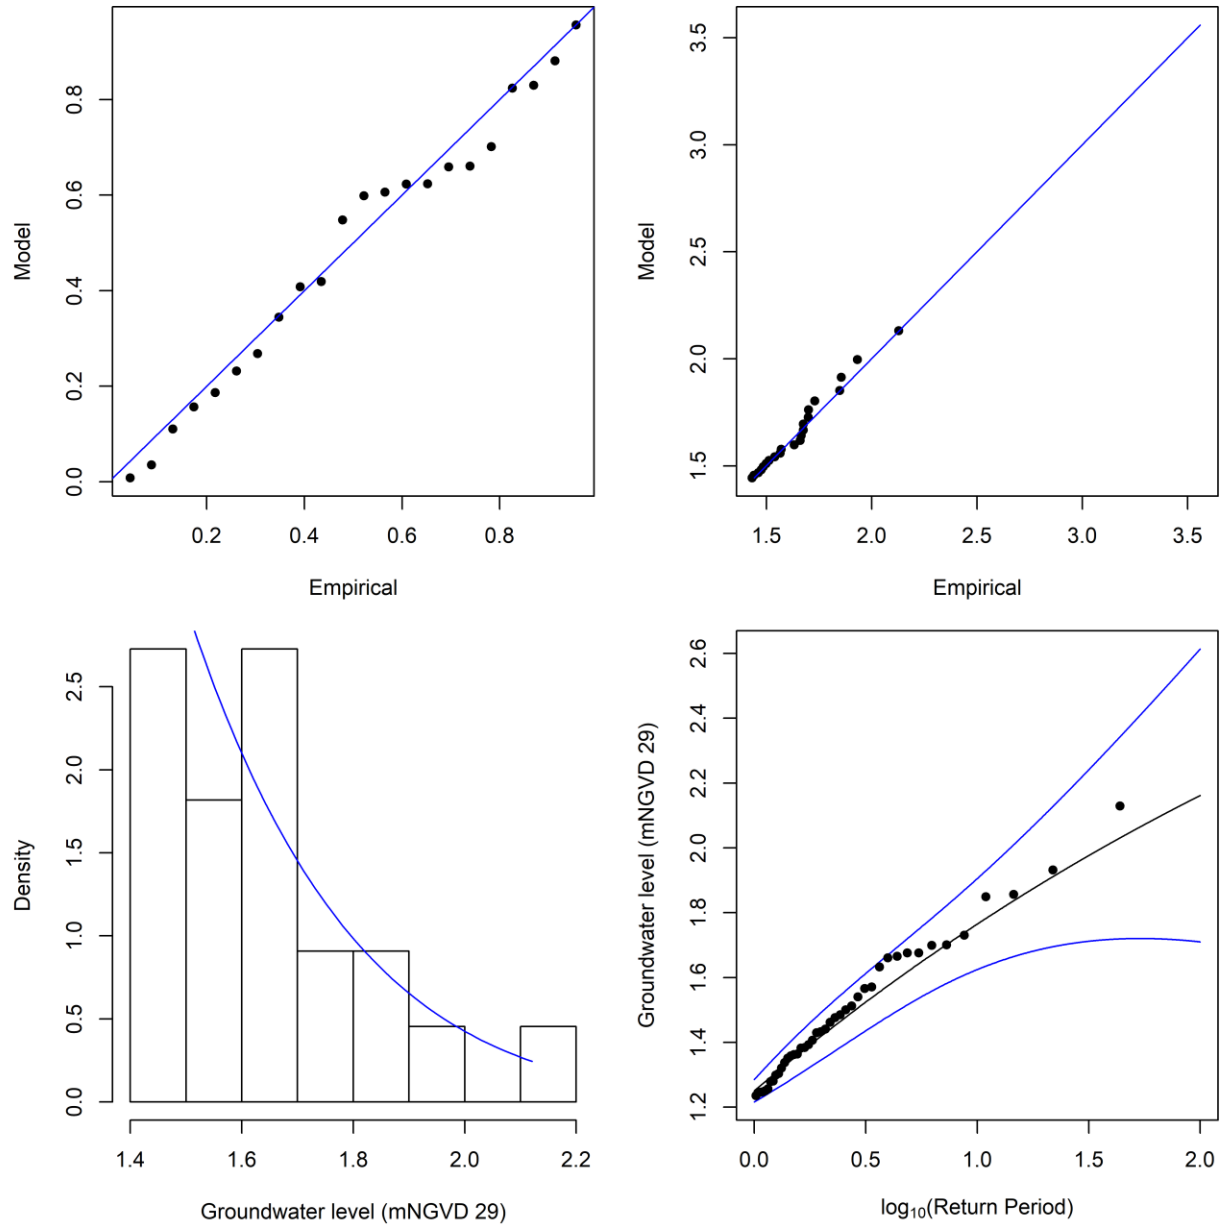 0.0 0.2 0.4 0.6 0.8
Model
0.2 0.4 0.6 0.8
Empirical
1.5 2.0 2.5 3.0 3.5
Model
1.5 2.0 2.5 3.0 3.5
Empirical
0.0 0.5 1.0 1.5 2.0 2.5
Density
1.4 1.6 1.8 2.0 2.2
Groundwater level (mNGVD 29)
1.2 1.4 1.6 1.8 2.0 2.2 2.4 2.6
Groundwater level (mNGVD 29)
0.0 0.5 1.0 1.5 2.0
log₁₀(Return Period)